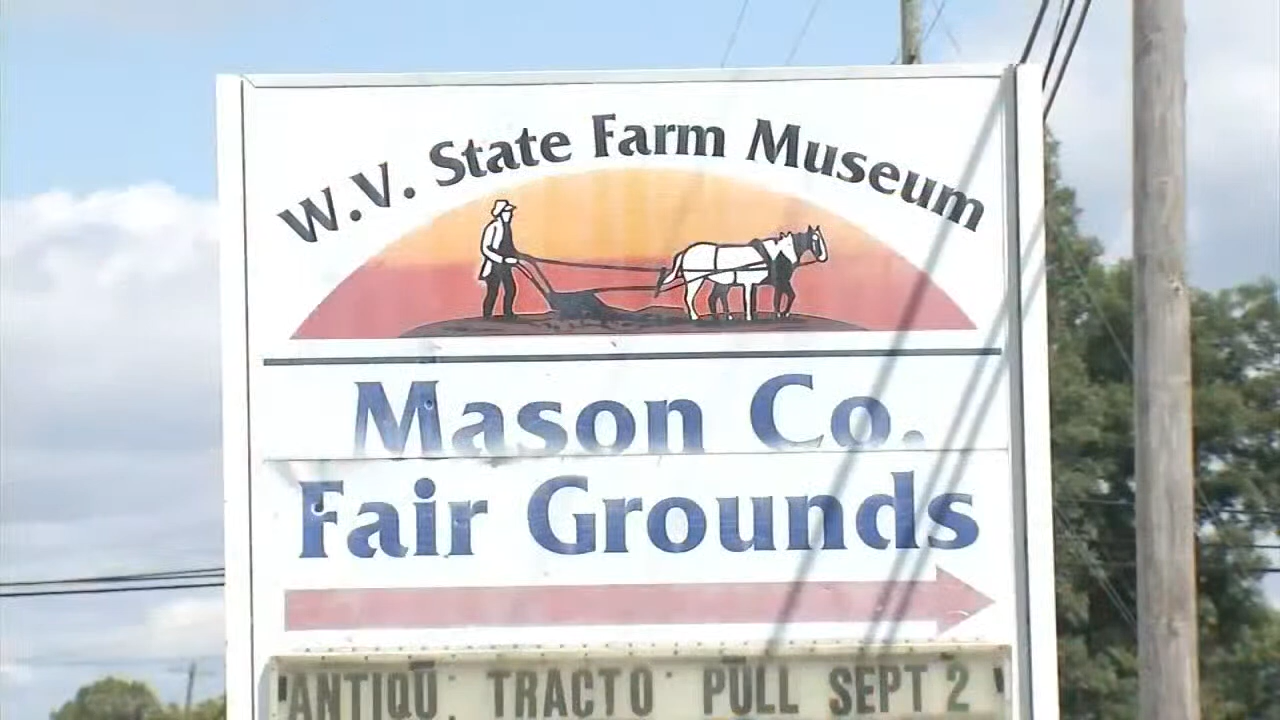 W.V. State Farm Museum
Mason Co.
Fair Grounds
ANTIQU TRACTO PULL SEPT 2